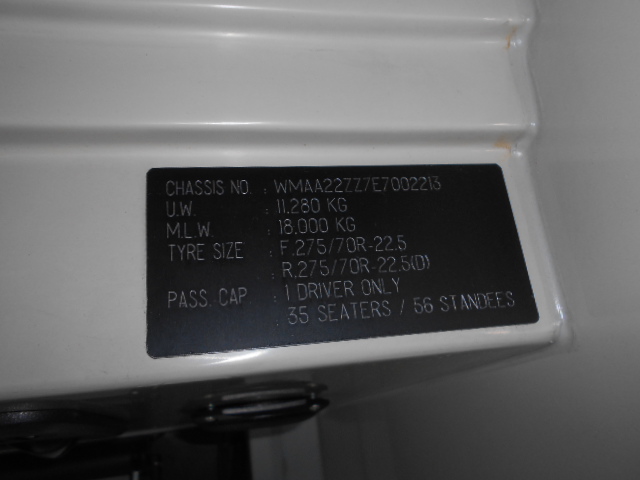 CHASSIS NO. : WMAA22ZZ7E7002213
U.W. : 11.280 KG
M.L.W. : 18.000 KG
TYRE SIZE : F.275/70R-22.5
: R.275/70R-22.5(D)
PASS. CAP : 1 DRIVER ONLY
: 35 SEATERS / 56 STANDEES